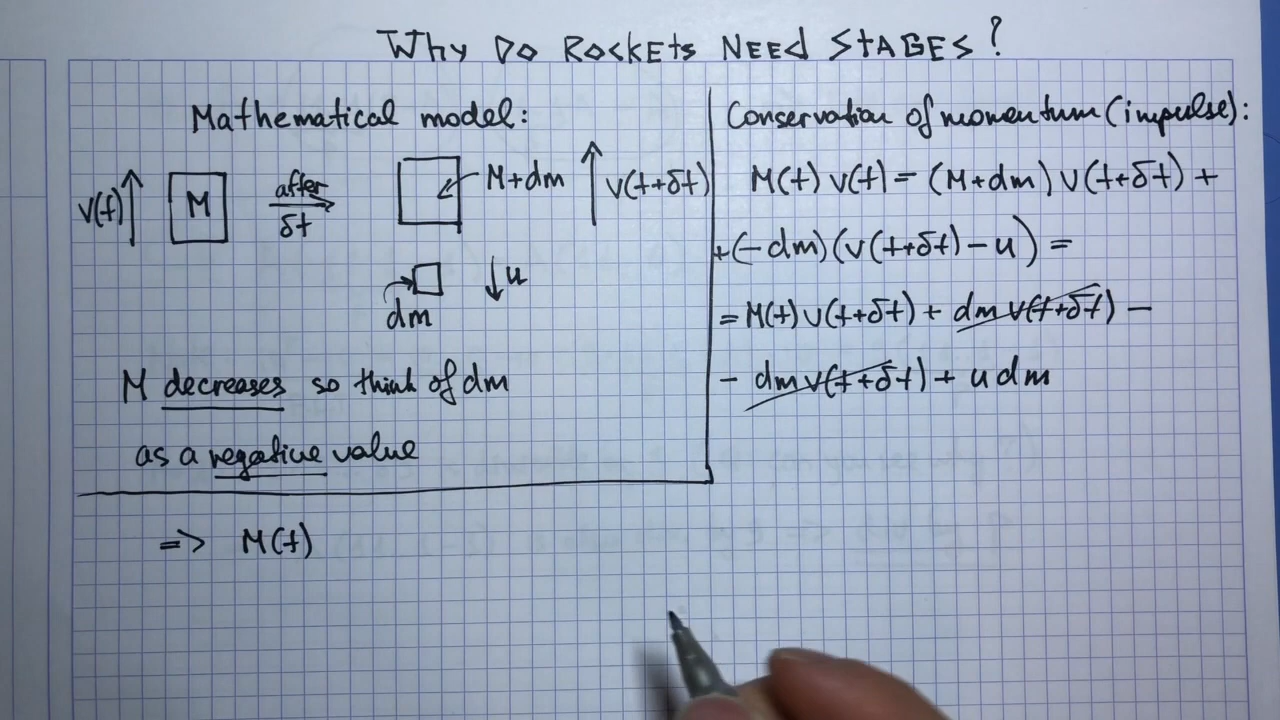 Why Do Rockets Need Stages?
Mathematical model:
v(t) M after δt M+dm v(t+δt)
dm u
M decreases so think of dm
as a negative value
Conservation of momentum (impulse):
M(t) v(t) = (M+dm) v(t+δt) +
+(-dm)(v(t+δt) - u) =
= M(t) v(t+δt) + dm v(t+δt) -
- dm v(t+δt) + u dm
=> M(t)